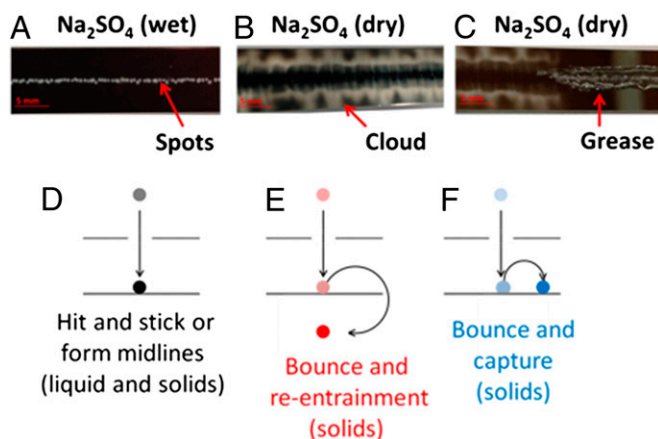 A Na₂SO₄ (wet)
B Na₂SO₄ (dry)
C Na₂SO₄ (dry)
5 mm
5 mm
5 mm
Spots
Cloud
Grease
D
E
F
Hit and stick or
form midlines
(liquid and solids)
Bounce and
re-entrainment
(solids)
Bounce and
capture
(solids)